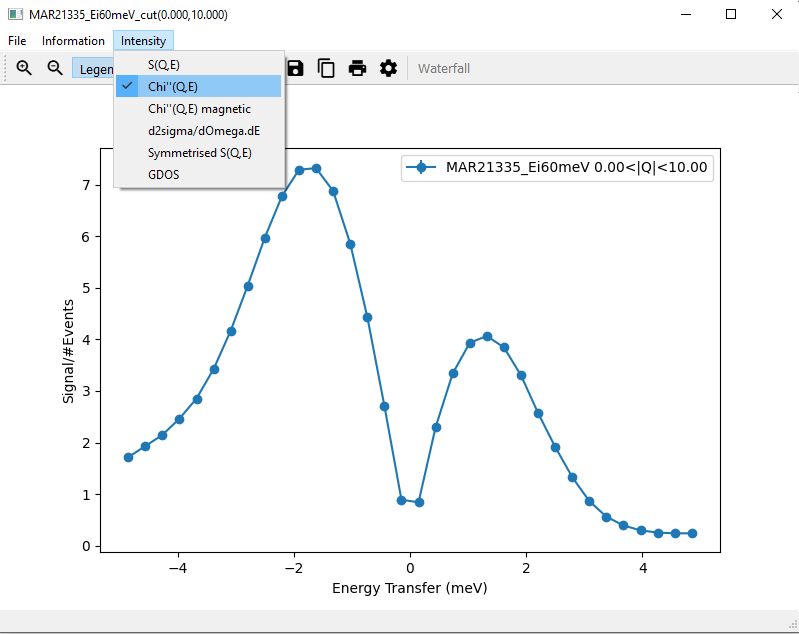 MAR21335_Ei60meV_cut(0.000,10.000)
File Information Intensity
Legen
Waterfall
S(Q,E)
Chi''(Q,E)
Chi''(Q,E) magnetic
d2sigma/dOmega.dE
Symmetrised S(Q,E)
GDOS
MAR21335_Ei60meV 0.00<|Q|<10.00
Signal/#Events
7
6
5
4
3
2
1
0
−4 −2 0 2 4
Energy Transfer (meV)